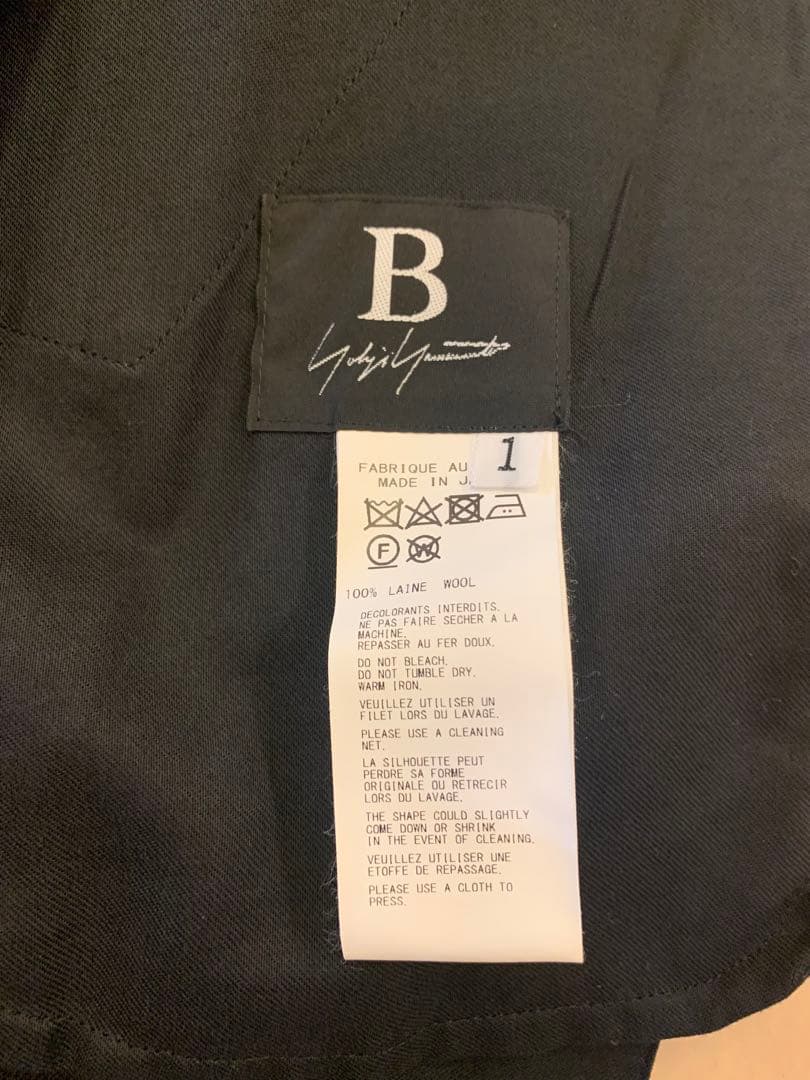 B
Yohji Yamamoto
1
FABRIQUE AU
MADE IN J
F
W
100% LAINE WOOL
DECOLORANTS INTERDITS.
NE PAS FAIRE SECHER A LA
MACHINE.
REPASSER AU FER DOUX.
DO NOT BLEACH.
DO NOT TUMBLE DRY.
WARM IRON.
VEUILLEZ UTILISER UN
FILET LORS DU LAVAGE.
PLEASE USE A CLEANING
NET.
LA SILHOUETTE PEUT
PERDRE SA FORME
ORIGINALE OU RETRECIR
LORS DU LAVAGE.
THE SHAPE COULD SLIGHTLY
COME DOWN OR SHRINK
IN THE EVENT OF CLEANING.
VEUILLEZ UTILISER UNE
ETOFFE DE REPASSAGE.
PLEASE USE A CLOTH TO
PRESS.